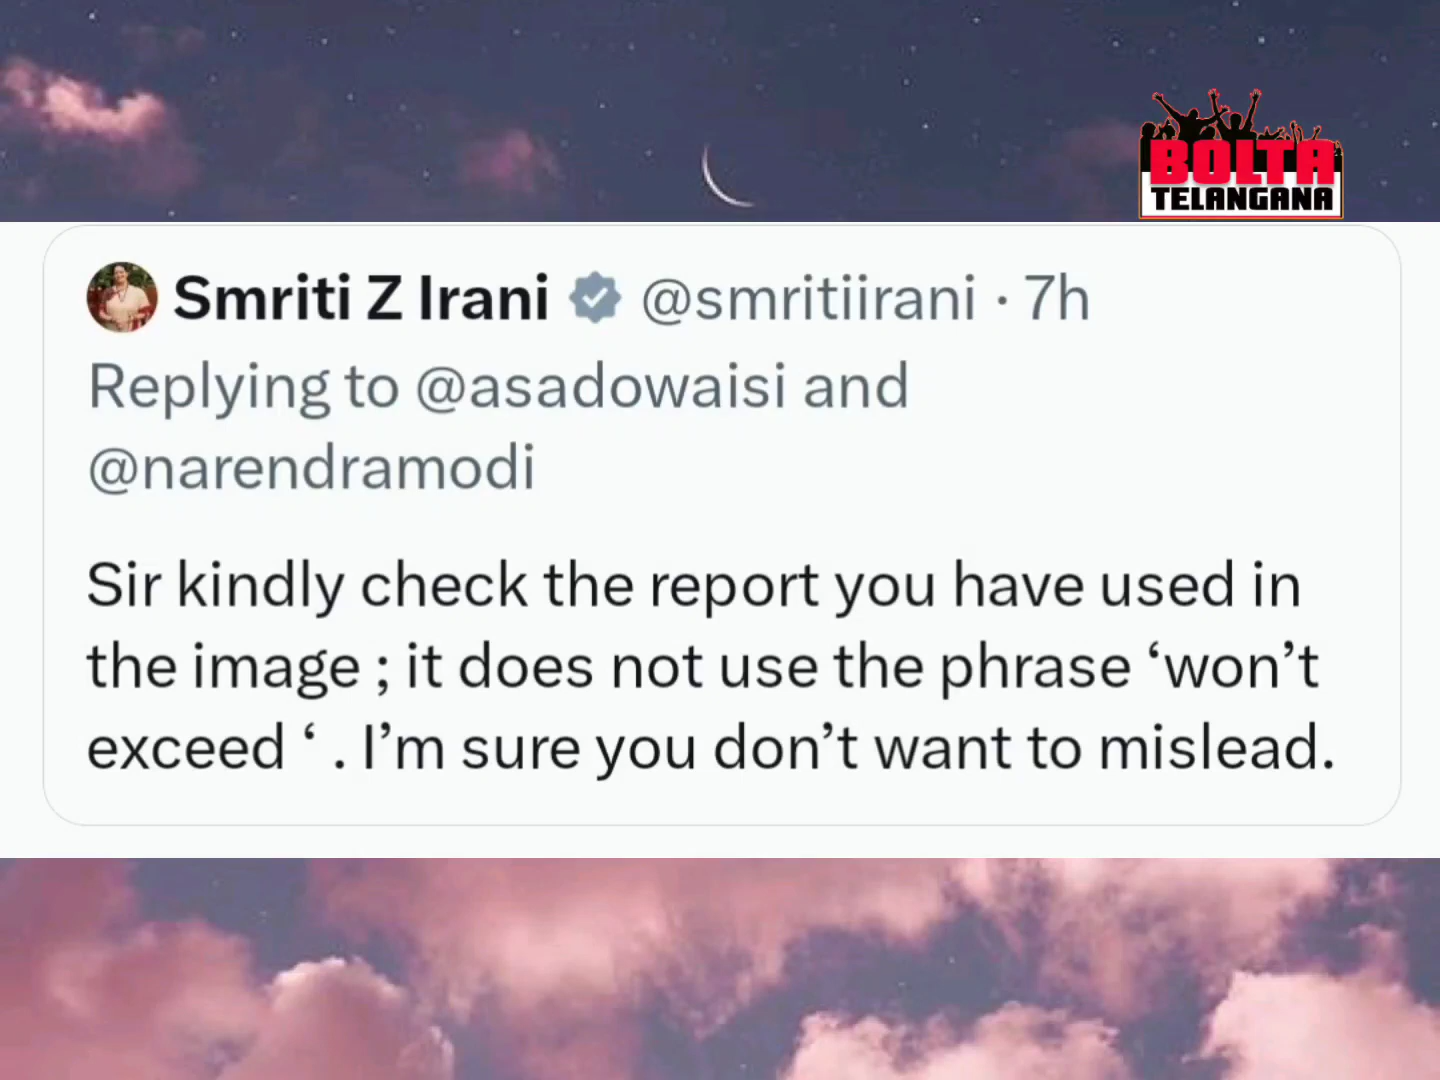 BOLTA
TELANGANA
Smriti Z Irani @smritiirani · 7h
Replying to @asadowaisi and
@narendramodi
Sir kindly check the report you have used in
the image ; it does not use the phrase ‘won’t
exceed ‘ . I’m sure you don’t want to mislead.